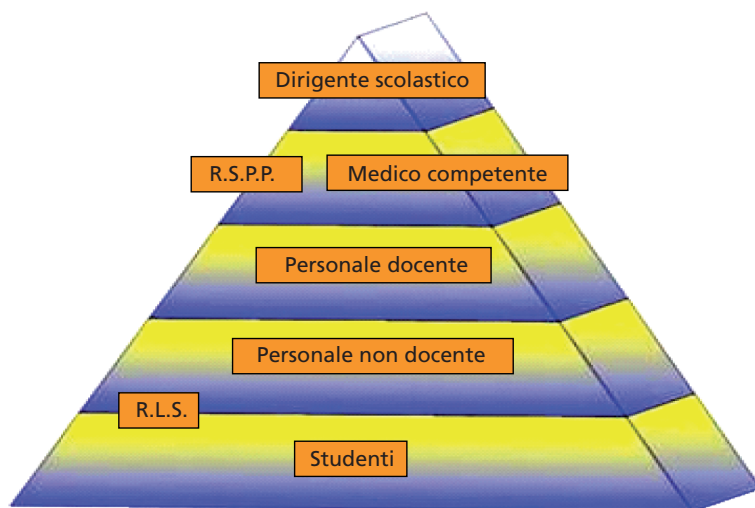 Dirigente scolastico
R.S.P.P.
Medico competente
Personale docente
Personale non docente
R.L.S.
Studenti